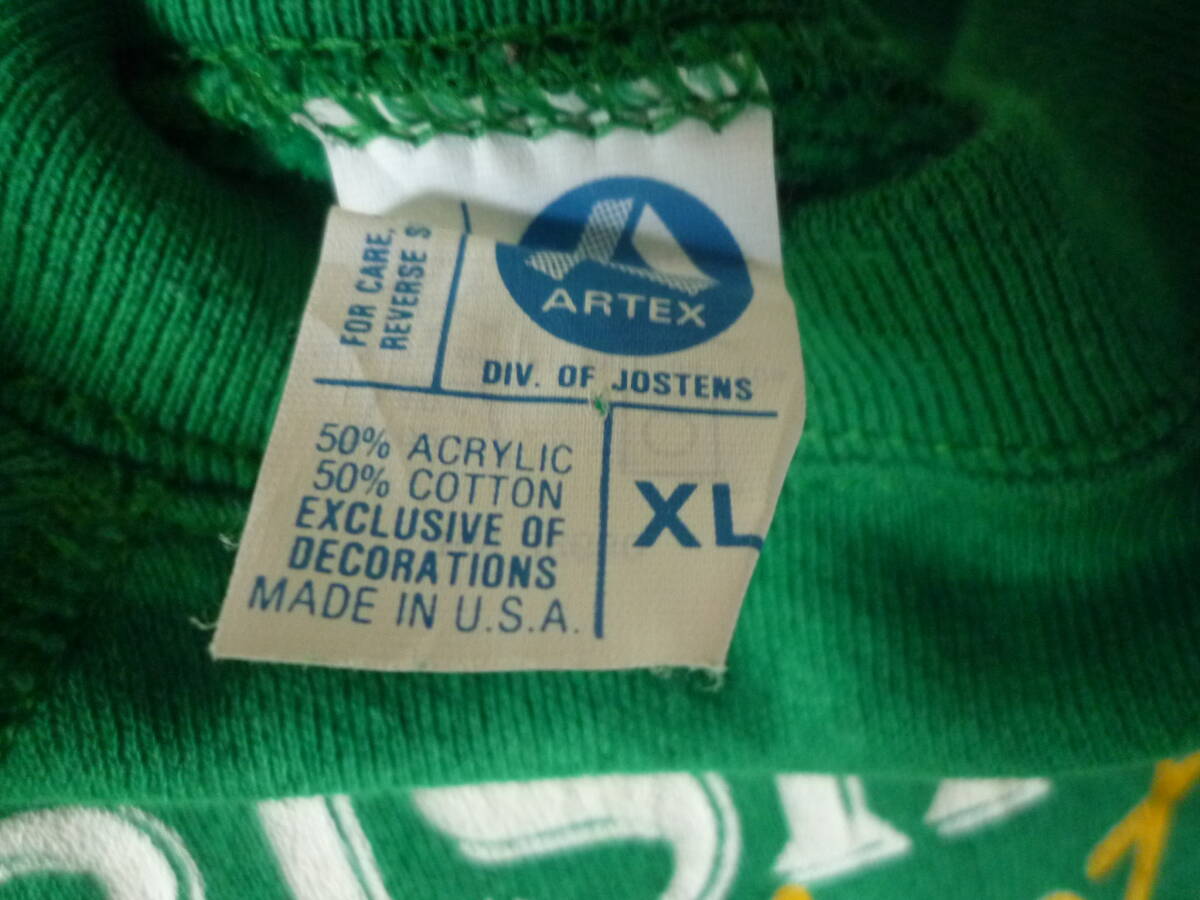 FOR CARE,
REVERSE S
ARTEX
DIV. OF JOSTENS
50% ACRYLIC
50% COTTON
EXCLUSIVE OF
DECORATIONS
MADE IN U.S.A.
XL